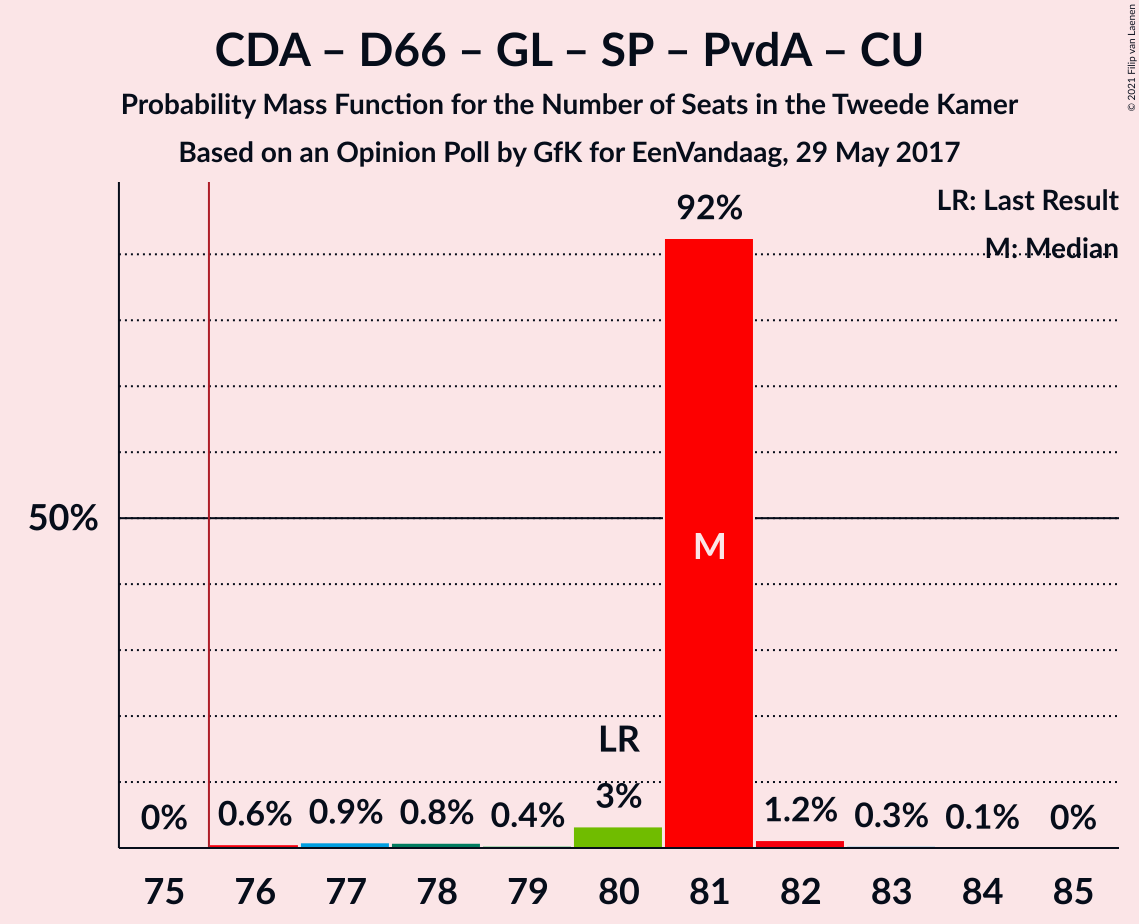 CDA – D66 – GL – SP – PvdA – CU
Probability Mass Function for the Number of Seats in the Tweede Kamer
Based on an Opinion Poll by GfK for EenVandaag, 29 May 2017
© 2021 Filip van Laenen
LR: Last Result
M: Median
92%
50%
M
LR
0% 0.6% 0.9% 0.8% 0.4% 3% 1.2% 0.3% 0.1% 0%
75 76 77 78 79 80 81 82 83 84 85